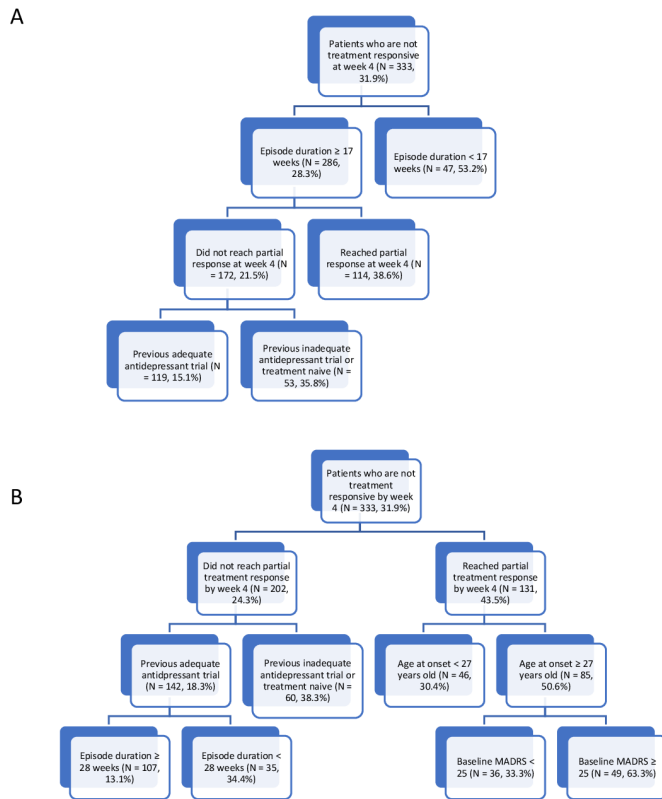 A
Patients who are not
treatment responsive
at week 4 (N = 333,
31.9%)
Episode duration ≥ 17
weeks (N = 286,
28.3%)
Episode duration < 17
weeks (N = 47, 53.2%)
Did not reach partial
response at week 4 (N
= 172, 21.5%)
Reached partial
response at week 4 (N
= 114, 38.6%)
Previous adequate
antidepressant trial (N
= 119, 15.1%)
Previous inadequate
antidepressant trial or
treatment naive (N =
53, 35.8%)
B
Patients who are not
treatment
responsive by week
4 (N = 333, 31.9%)
Did not reach partial
treatment response
by week 4 (N = 202,
24.3%)
Reached partial
treatment response
by week 4 (N = 131,
43.5%)
Previous adequate
antidpressant trial
(N = 142, 18.3%)
Previous inadequate
antidepressant trial or
treatment naive (N =
60, 38.3%)
Age at onset < 27
years old (N = 46,
30.4%)
Age at onset ≥ 27
years old (N = 85,
50.6%)
Episode duration ≥
28 weeks (N = 107,
13.1%)
Episode duration <
28 weeks (N = 35,
34.4%)
Baseline MADRS <
25 (N = 36, 33.3%)
Baseline MADRS ≥
25 (N = 49, 63.3%)